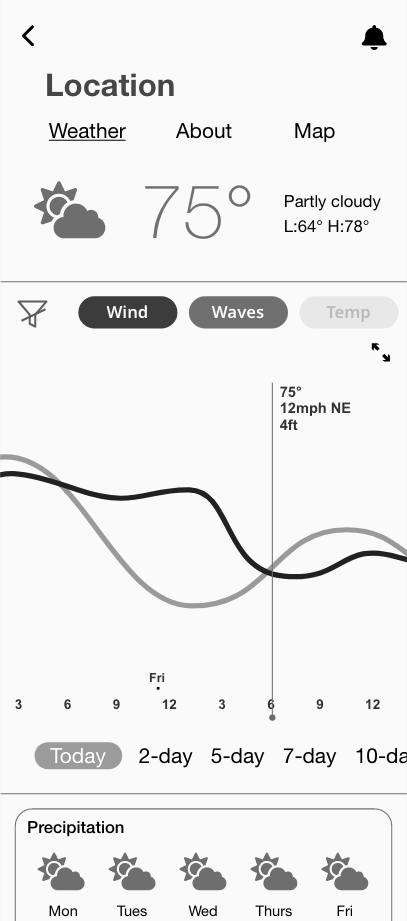 Location
Weather About Map
75°
Partly cloudy
L:64° H:78°
Wind Waves Temp
75°
12mph NE
4ft
Fri
3 6 9 12 3 6 9 12
Today 2-day 5-day 7-day 10-da
Precipitation
Mon Tues Wed Thurs Fri